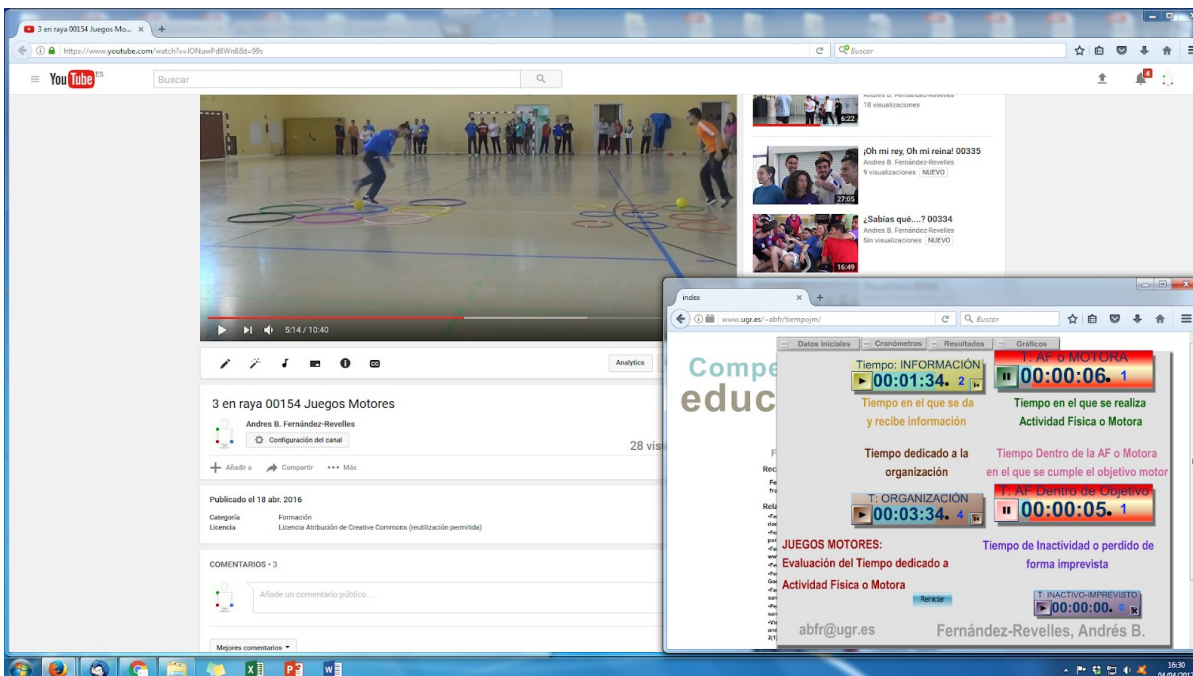 3 en raya 00154 Juegos Mo...
https://www.youtube.com/watch?v=IONuwPd8Wn8&t=99s
Buscar
YouTube ES
Buscar
4
18 visualizaciones
6:22
¡Oh mi rey, Oh mi reina! 00335
Andres B. Fernández-Revelles
9 visualizaciones NUEVO
27:05
¿Sabías qué....? 00334
Andres B. Fernández-Revelles
Sin visualizaciones NUEVO
16:49
5:14 / 10:40
Analytics
3 en raya 00154 Juegos Motores
Andres B. Fernández-Revelles
Configuración del canal
28 vis
Añadir a Compartir Más
Publicado el 18 abr. 2016
Categoría Formación
Licencia Licencia Atribución de Creative Commons (reutilización permitida)
COMENTARIOS • 3
Añade un comentario público...
Mejores comentarios
index
www.ugr.es/~abfr/tiempojm/
Buscar
Compe
educ
Datos iniciales Cronómetros Resultados Gráficos
Tiempo: INFORMACIÓN
00:01:34. 2
Tiempo en el que se da
y recibe información
T: AF o MOTORA
00:00:06. 1
Tiempo en el que se realiza
Actividad Física o Motora
Tiempo dedicado a la
organización
T: ORGANIZACIÓN
00:03:34. 4
Tiempo Dentro de la AF o Motora
en el que se cumple el objetivo motor
T: AF Dentro de Objetivo
00:00:05. 1
JUEGOS MOTORES:
Evaluación del Tiempo dedicado a
Actividad Física o Motora
Reiniciar
Tiempo de Inactividad o perdido de
forma imprevista
T: INACTIVO-IMPREVISTO
00:00:00. 0
abfr@ugr.es
Fernández-Revelles, Andrés B.
16:30